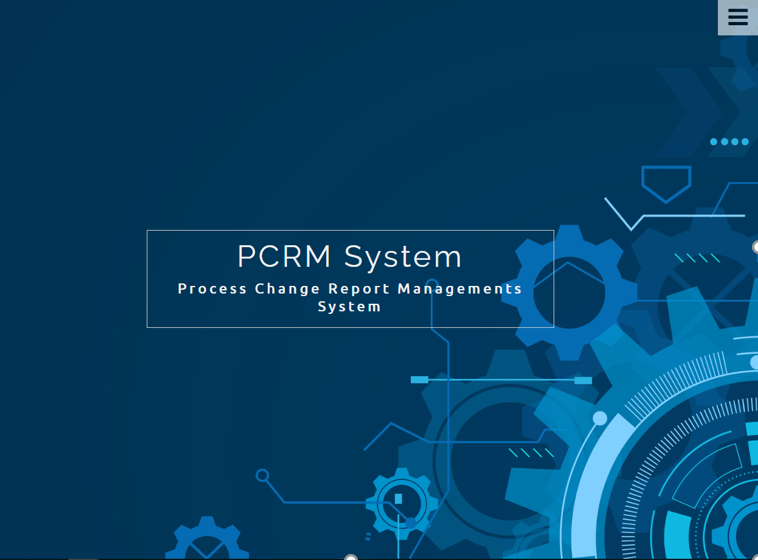 PCRM System
Process Change Report Managements
System